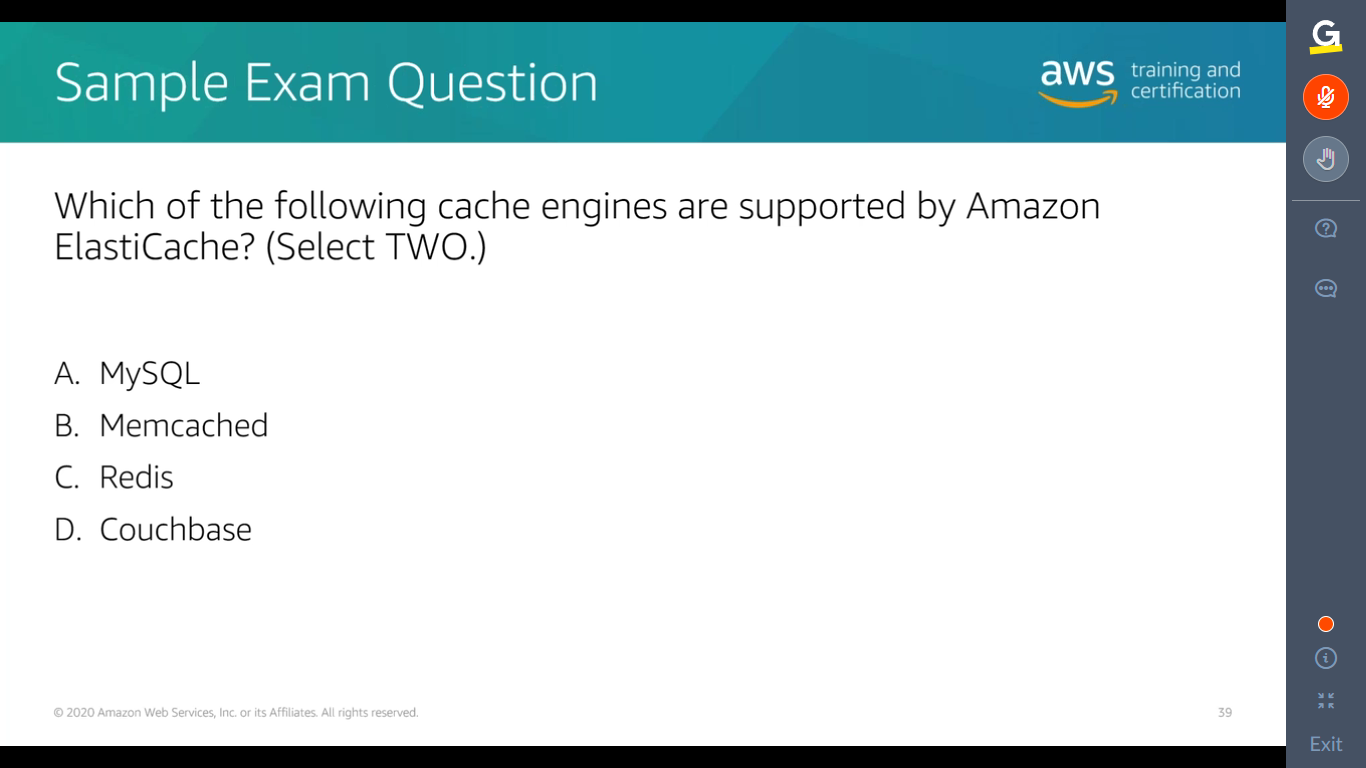 Sample Exam Question
aws training and
certification
Which of the following cache engines are supported by Amazon
ElastiCache? (Select TWO.)
A. MySQL
B. Memcached
C. Redis
D. Couchbase
© 2020 Amazon Web Services, Inc. or its Affiliates. All rights reserved.
39
G
Exit